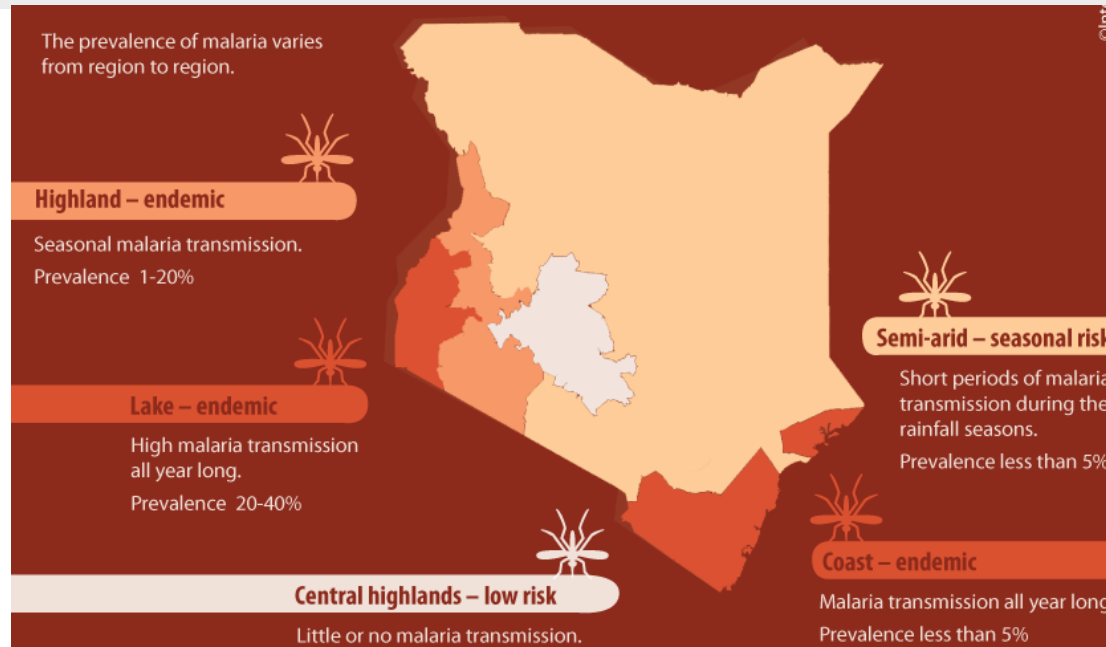 The prevalence of malaria varies
from region to region.
Highland – endemic
Seasonal malaria transmission.
Prevalence 1-20%
Lake – endemic
High malaria transmission
all year long.
Prevalence 20-40%
Central highlands – low risk
Little or no malaria transmission.
Semi-arid – seasonal risk
Short periods of malaria
transmission during the
rainfall seasons.
Prevalence less than 5%
Coast – endemic
Malaria transmission all year long
Prevalence less than 5%